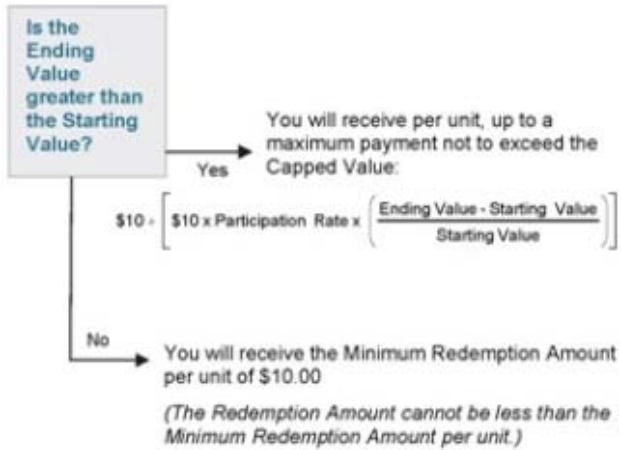 Is the
Ending
Value
greater than
the Starting
Value?
Yes
You will receive per unit, up to a
maximum payment not to exceed the
Capped Value:
$10 + [$10 x Participation Rate x (Ending Value - Starting Value
Starting Value)]
No
You will receive the Minimum Redemption Amount
per unit of $10.00
(The Redemption Amount cannot be less than the
Minimum Redemption Amount per unit.)